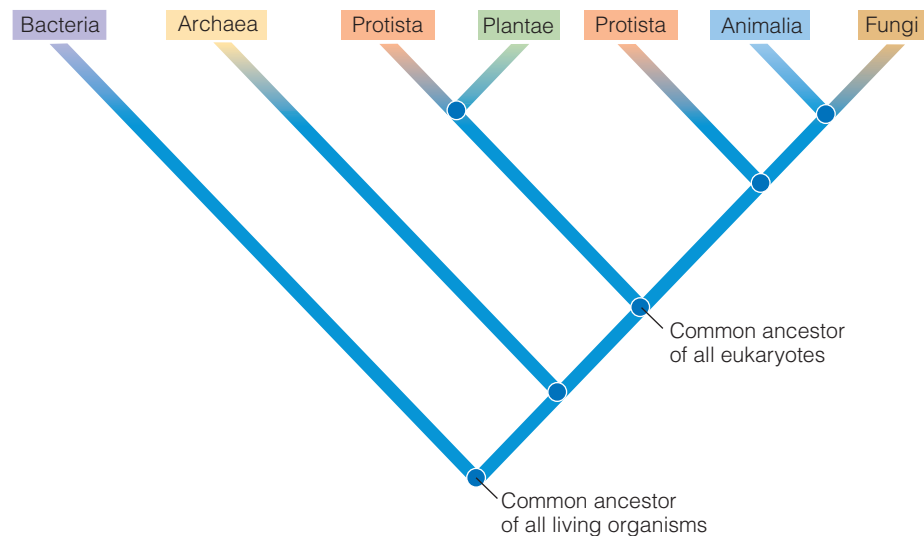 Bacteria
Archaea
Protista
Plantae
Protista
Animalia
Fungi
Common ancestor
of all eukaryotes
Common ancestor
of all living organisms